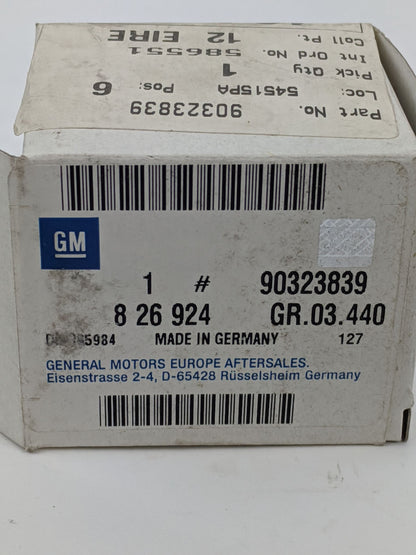 Part No. 90323839
Loc: 54515PA Pos: 6
Pick Qty 1
Int Ord No. 586551
Coll Pt. 12 EIRE
GM
1 # 90323839
8 26 924 GR.03.440
5984 MADE IN GERMANY 127
GENERAL MOTORS EUROPE AFTERSALES.
Eisenstrasse 2-4, D-65428 Rüsselsheim Germany